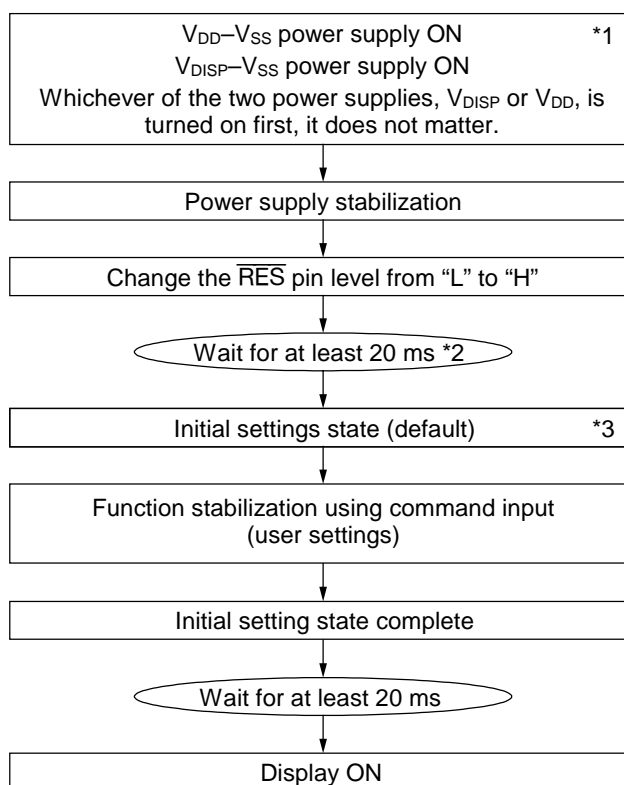 VDD–VSS power supply ON *1
VDISP–VSS power supply ON
Whichever of the two power supplies, VDISP or VDD, is
turned on first, it does not matter.
Power supply stabilization
Change the RES pin level from “L” to “H”
Wait for at least 20 ms *2
Initial settings state (default) *3
Function stabilization using command input
(user settings)
Initial setting state complete
Wait for at least 20 ms
Display ON